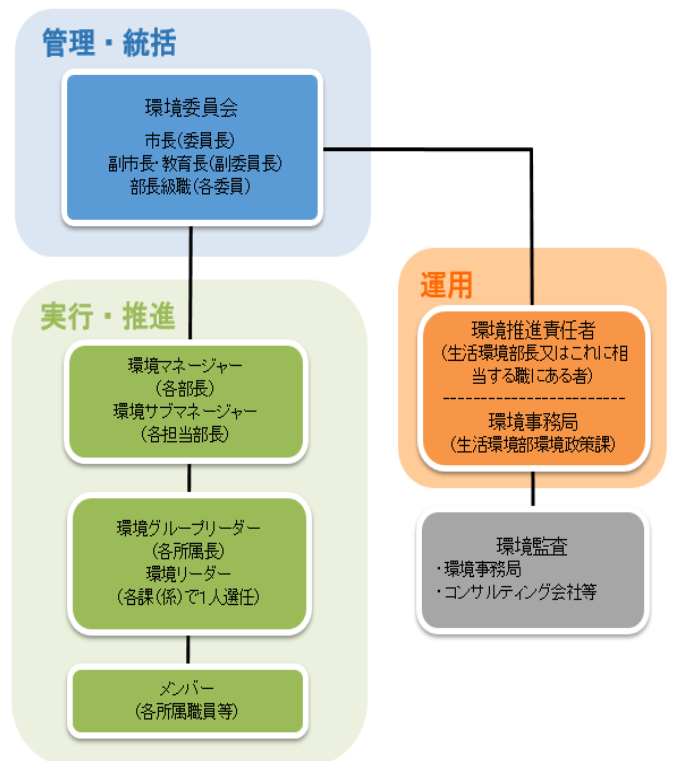 管理・統括
環境委員会
市長(委員長)
副市長・教育長(副委員長)
部長級職(各委員)
実行・推進
環境マネージャー
(各部長)
環境サブマネージャー
(各担当部長)
環境グループリーダー
(各所属長)
環境リーダー
(各課(係)で1人選任)
メンバー
(各所属職員等)
運用
環境推進責任者
(生活環境部長又はこれに相
当する職にある者)
環境事務局
(生活環境部環境政策課)
環境監査
・環境事務局
・コンサルティング会社等